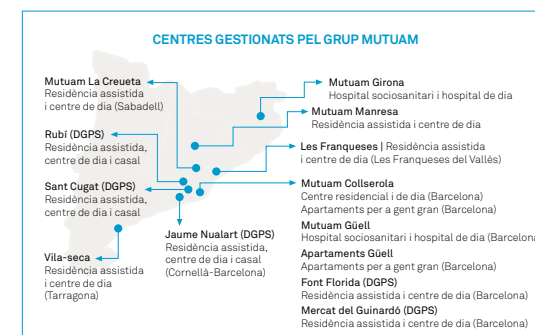 CENTRES GESTIONATS PEL GRUP MUTUAM
Mutuam La Creueta
Residència assistida
i centre de dia (Sabadell)
Rubí (DGPS)
Residència assistida,
centre de dia i casal
Sant Cugat (DGPS)
Residència assistida,
centre de dia i casal
Vila-seca
Residència assistida
i centre de dia
(Tarragona)
Jaume Nualart (DGPS)
Residència assistida,
centre de dia i casal
(Cornellà-Barcelona)
Mutuam Girona
Hospital sociosanitari i hospital de dia
Mutuam Manresa
Residència assistida i centre de dia
Les Franqueses | Residència assistida
i centre de dia (Les Franqueses del Vallès)
Mutuam Collserola
Centre residencial i de dia (Barcelona)
Apartaments per a gent gran (Barcelona)
Mutuam Güell
Hospital sociosanitari i hospital de dia (Barcelona
Apartaments Güell
Apartaments per a gent gran (Barcelona)
Font Florida (DGPS)
Residència assistida i centre de dia (Barcelona)
Mercat del Guinardó (DGPS)
Residència assistida i centre de dia (Barcelona)